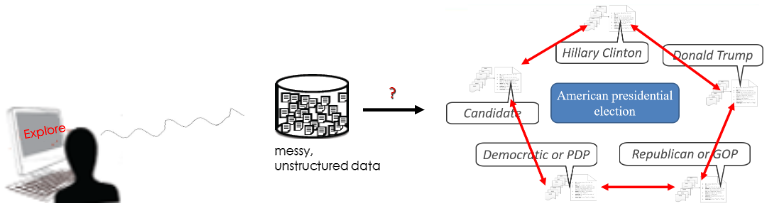 Explore
messy,
unstructured data
?
Hillary Clinton
Donald Trump
Candidate
American presidential
election
Democratic or PDP
Republican or GOP